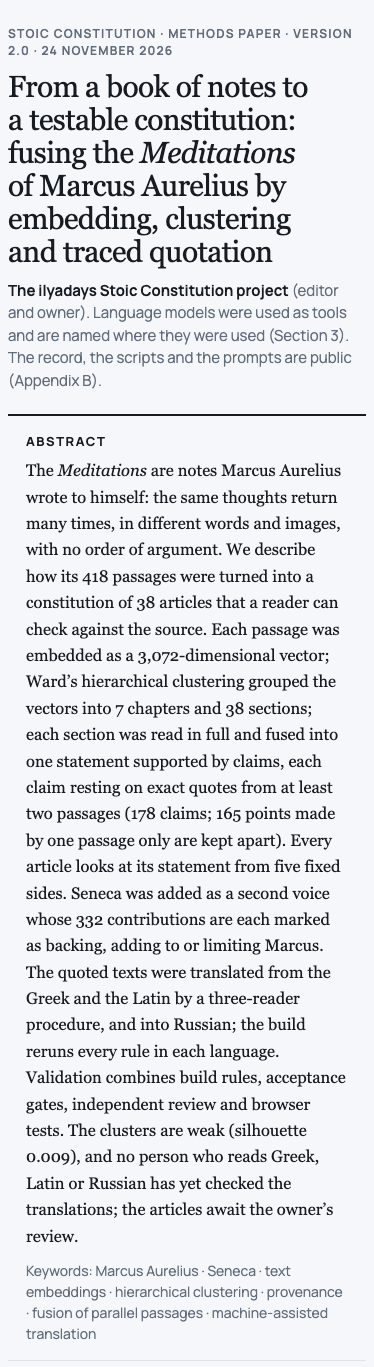 STOIC CONSTITUTION · METHODS PAPER · VERSION
2.0 · 24 NOVEMBER 2026
From a book of notes to
a testable constitution:
fusing the Meditations
of Marcus Aurelius by
embedding, clustering
and traced quotation
The ilyadays Stoic Constitution project (editor
and owner). Language models were used as tools
and are named where they were used (Section 3).
The record, the scripts and the prompts are public
(Appendix B).
ABSTRACT
The Meditations are notes Marcus Aurelius
wrote to himself: the same thoughts return
many times, in different words and images,
with no order of argument. We describe
how its 418 passages were turned into a
constitution of 38 articles that a reader can
check against the source. Each passage was
embedded as a 3,072-dimensional vector;
Ward’s hierarchical clustering grouped the
vectors into 7 chapters and 38 sections;
each section was read in full and fused into
one statement supported by claims, each
claim resting on exact quotes from at least
two passages (178 claims; 165 points made
by one passage only are kept apart). Every
article looks at its statement from five fixed
sides. Seneca was added as a second voice
whose 332 contributions are each marked
as backing, adding to or limiting Marcus.
The quoted texts were translated from the
Greek and the Latin by a three-reader
procedure, and into Russian; the build
reruns every rule in each language.
Validation combines build rules, acceptance
gates, independent review and browser
tests. The clusters are weak (silhouette
0.009), and no person who reads Greek,
Latin or Russian has yet checked the
translations; the articles await the owner’s
review.
Keywords: Marcus Aurelius · Seneca · text
embeddings · hierarchical clustering · provenance
· fusion of parallel passages · machine-assisted
translation